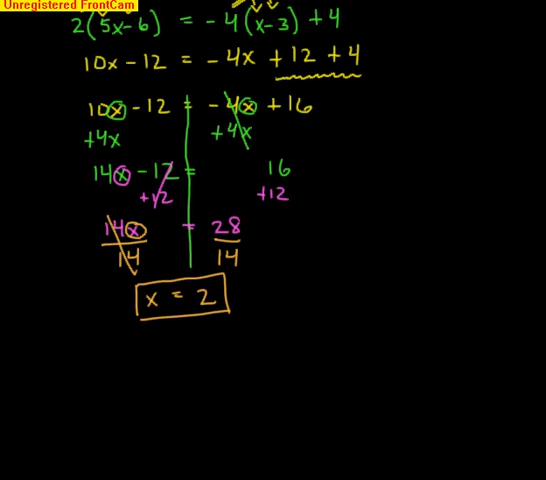 Unregistered FrontCam
2(5x-6) = -4(x-3)+4
10x-12 = -4x+12+4
10x-12 = -4x+16
+4x +4x
14x-12= 16
+12 +12
14x = 28
14 14
x = 2